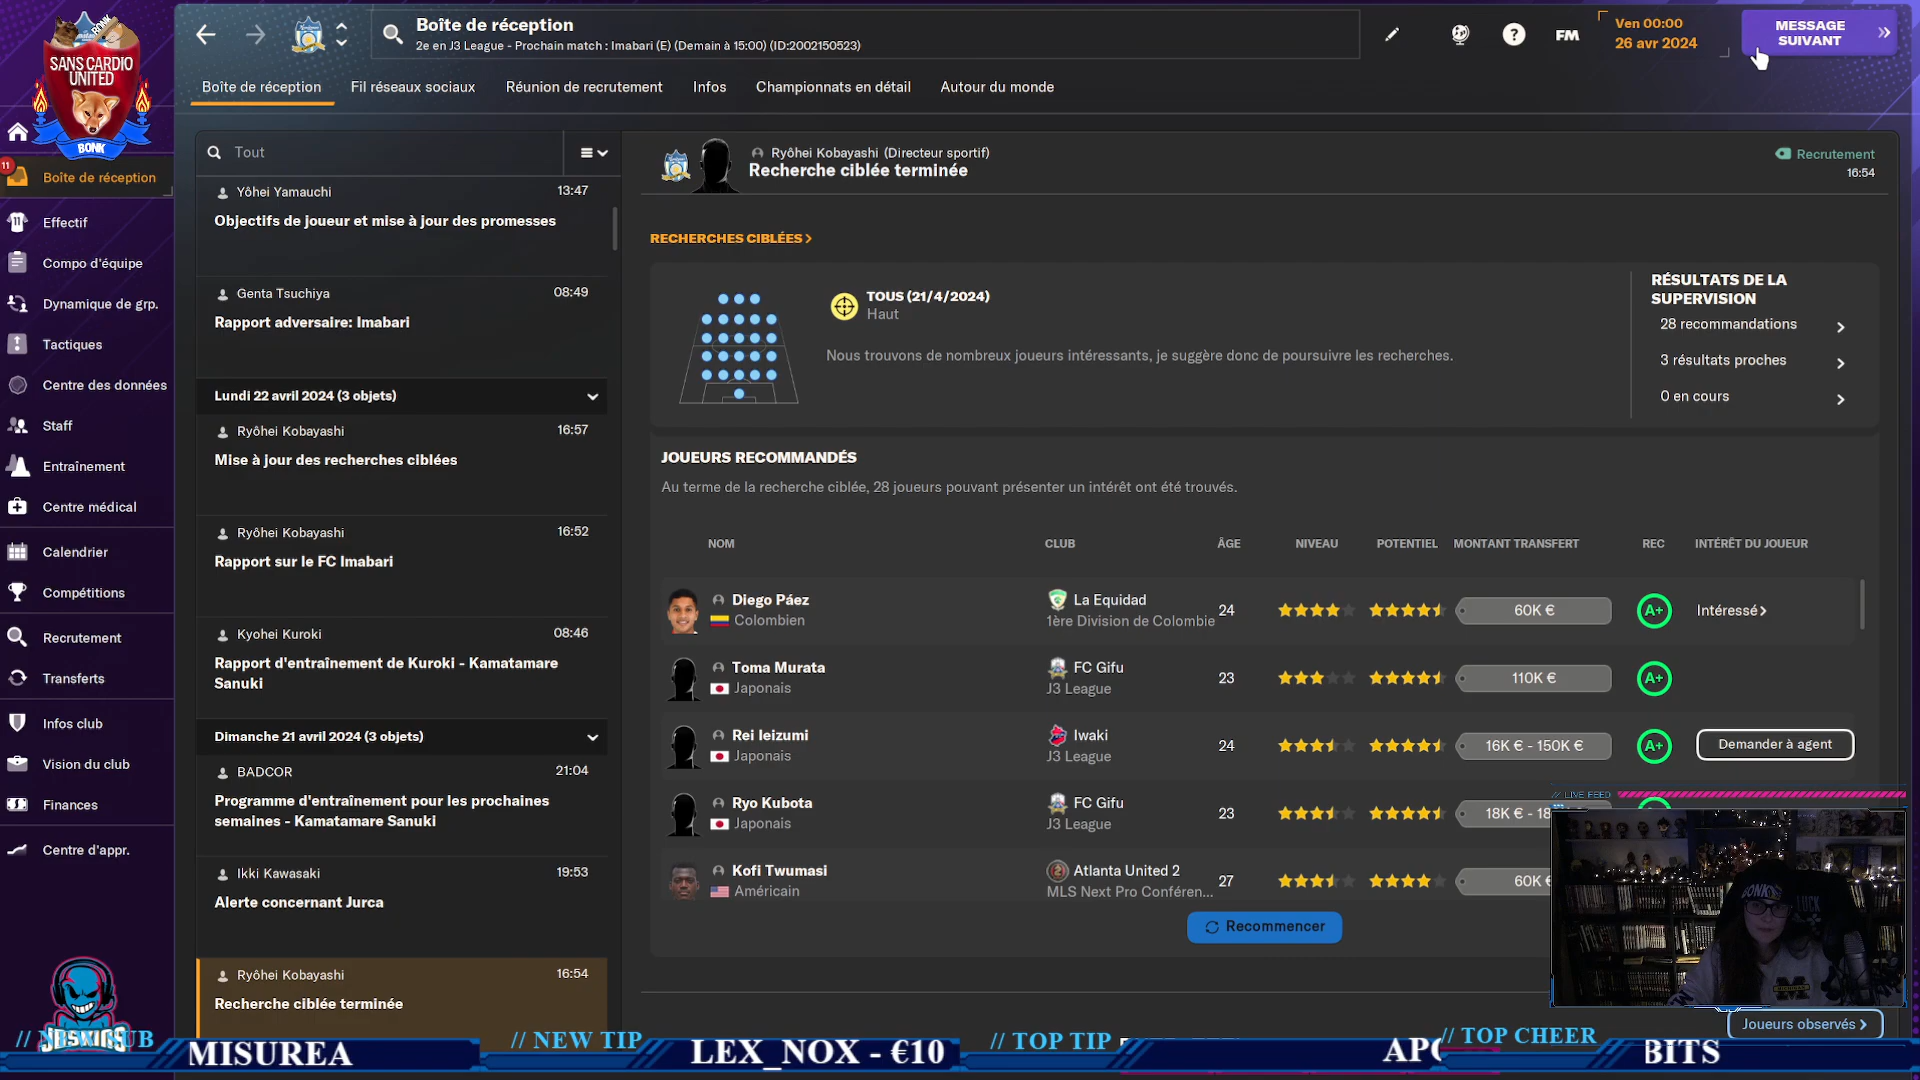 SANS CARDIO
UNITED
BONK
Boîte de réception
2e en J3 League - Prochain match : Imabari (E) (Demain à 15:00) (ID:2002150523)
FM
Ven 00:00
26 avr 2024
MESSAGE
SUIVANT
Boîte de réception
Fil réseaux sociaux
Réunion de recrutement
Infos
Championnats en détail
Autour du monde
11
Boîte de réception
Effectif
Compo d'équipe
Dynamique de grp.
Tactiques
Centre des données
Staff
Entraînement
Centre médical
Calendrier
Compétitions
Recrutement
Transferts
Infos club
Vision du club
Finances
Centre d'appr.
Tout
Yôhei Yamauchi
13:47
Objectifs de joueur et mise à jour des promesses
Genta Tsuchiya
08:49
Rapport adversaire: Imabari
Lundi 22 avril 2024 (3 objets)
Ryôhei Kobayashi
16:57
Mise à jour des recherches ciblées
Ryôhei Kobayashi
16:52
Rapport sur le FC Imabari
Kyohei Kuroki
08:46
Rapport d'entraînement de Kuroki - Kamatamare
Sanuki
Dimanche 21 avril 2024 (3 objets)
BADCOR
21:04
Programme d'entraînement pour les prochaines
semaines - Kamatamare Sanuki
Ikki Kawasaki
19:53
Alerte concernant Jurca
Ryôhei Kobayashi
16:54
Recherche ciblée terminée
Ryôhei Kobayashi (Directeur sportif)
Recherche ciblée terminée
Recrutement
16:54
RECHERCHES CIBLÉES
TOUS (21/4/2024)
Haut
Nous trouvons de nombreux joueurs intéressants, je suggère donc de poursuivre les recherches.
RÉSULTATS DE LA
SUPERVISION
28 recommandations
3 résultats proches
0 en cours
JOUEURS RECOMMANDÉS
Au terme de la recherche ciblée, 28 joueurs pouvant présenter un intérêt ont été trouvés.
NOM CLUB ÂGE NIVEAU POTENTIEL MONTANT TRANSFERT REC INTÉRÊT DU JOUEUR
Diego Páez La Equidad 24 60K € A+ Intéressé
Colombien 1ère Division de Colombie
Toma Murata FC Gifu 23 110K € A+
Japonais J3 League
Rei Ieizumi Iwaki 24 16K € - 150K € A+ Demander à agent
Japonais J3 League
Ryo Kubota FC Gifu 23 18K € - 18
Japonais J3 League
Kofi Twumasi Atlanta United 2 27 60K €
Américain MLS Next Pro Conféren...
Recommencer
// LIVE FEED
Joueurs observés
// NEW SUB
MISUREA
// NEW TIP
LEX_NOX - €10
// TOP TIP
// TOP CHEER
BITS